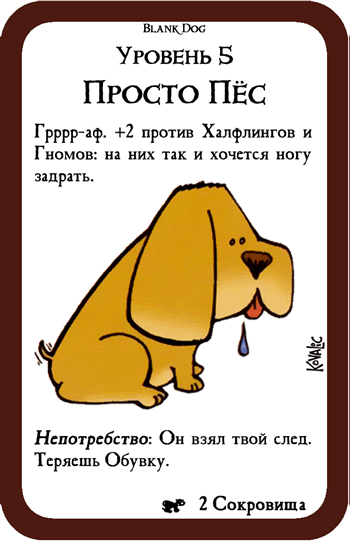 Blank Dog
Уровень 5
Просто Пёс
Грррр-аф. +2 против Халфлингов и
Гномов: на них так и хочется ногу
задрать.
Kovalic
Непотребство: Он взял твой след.
Теряешь Обувку.
2 Сокровища